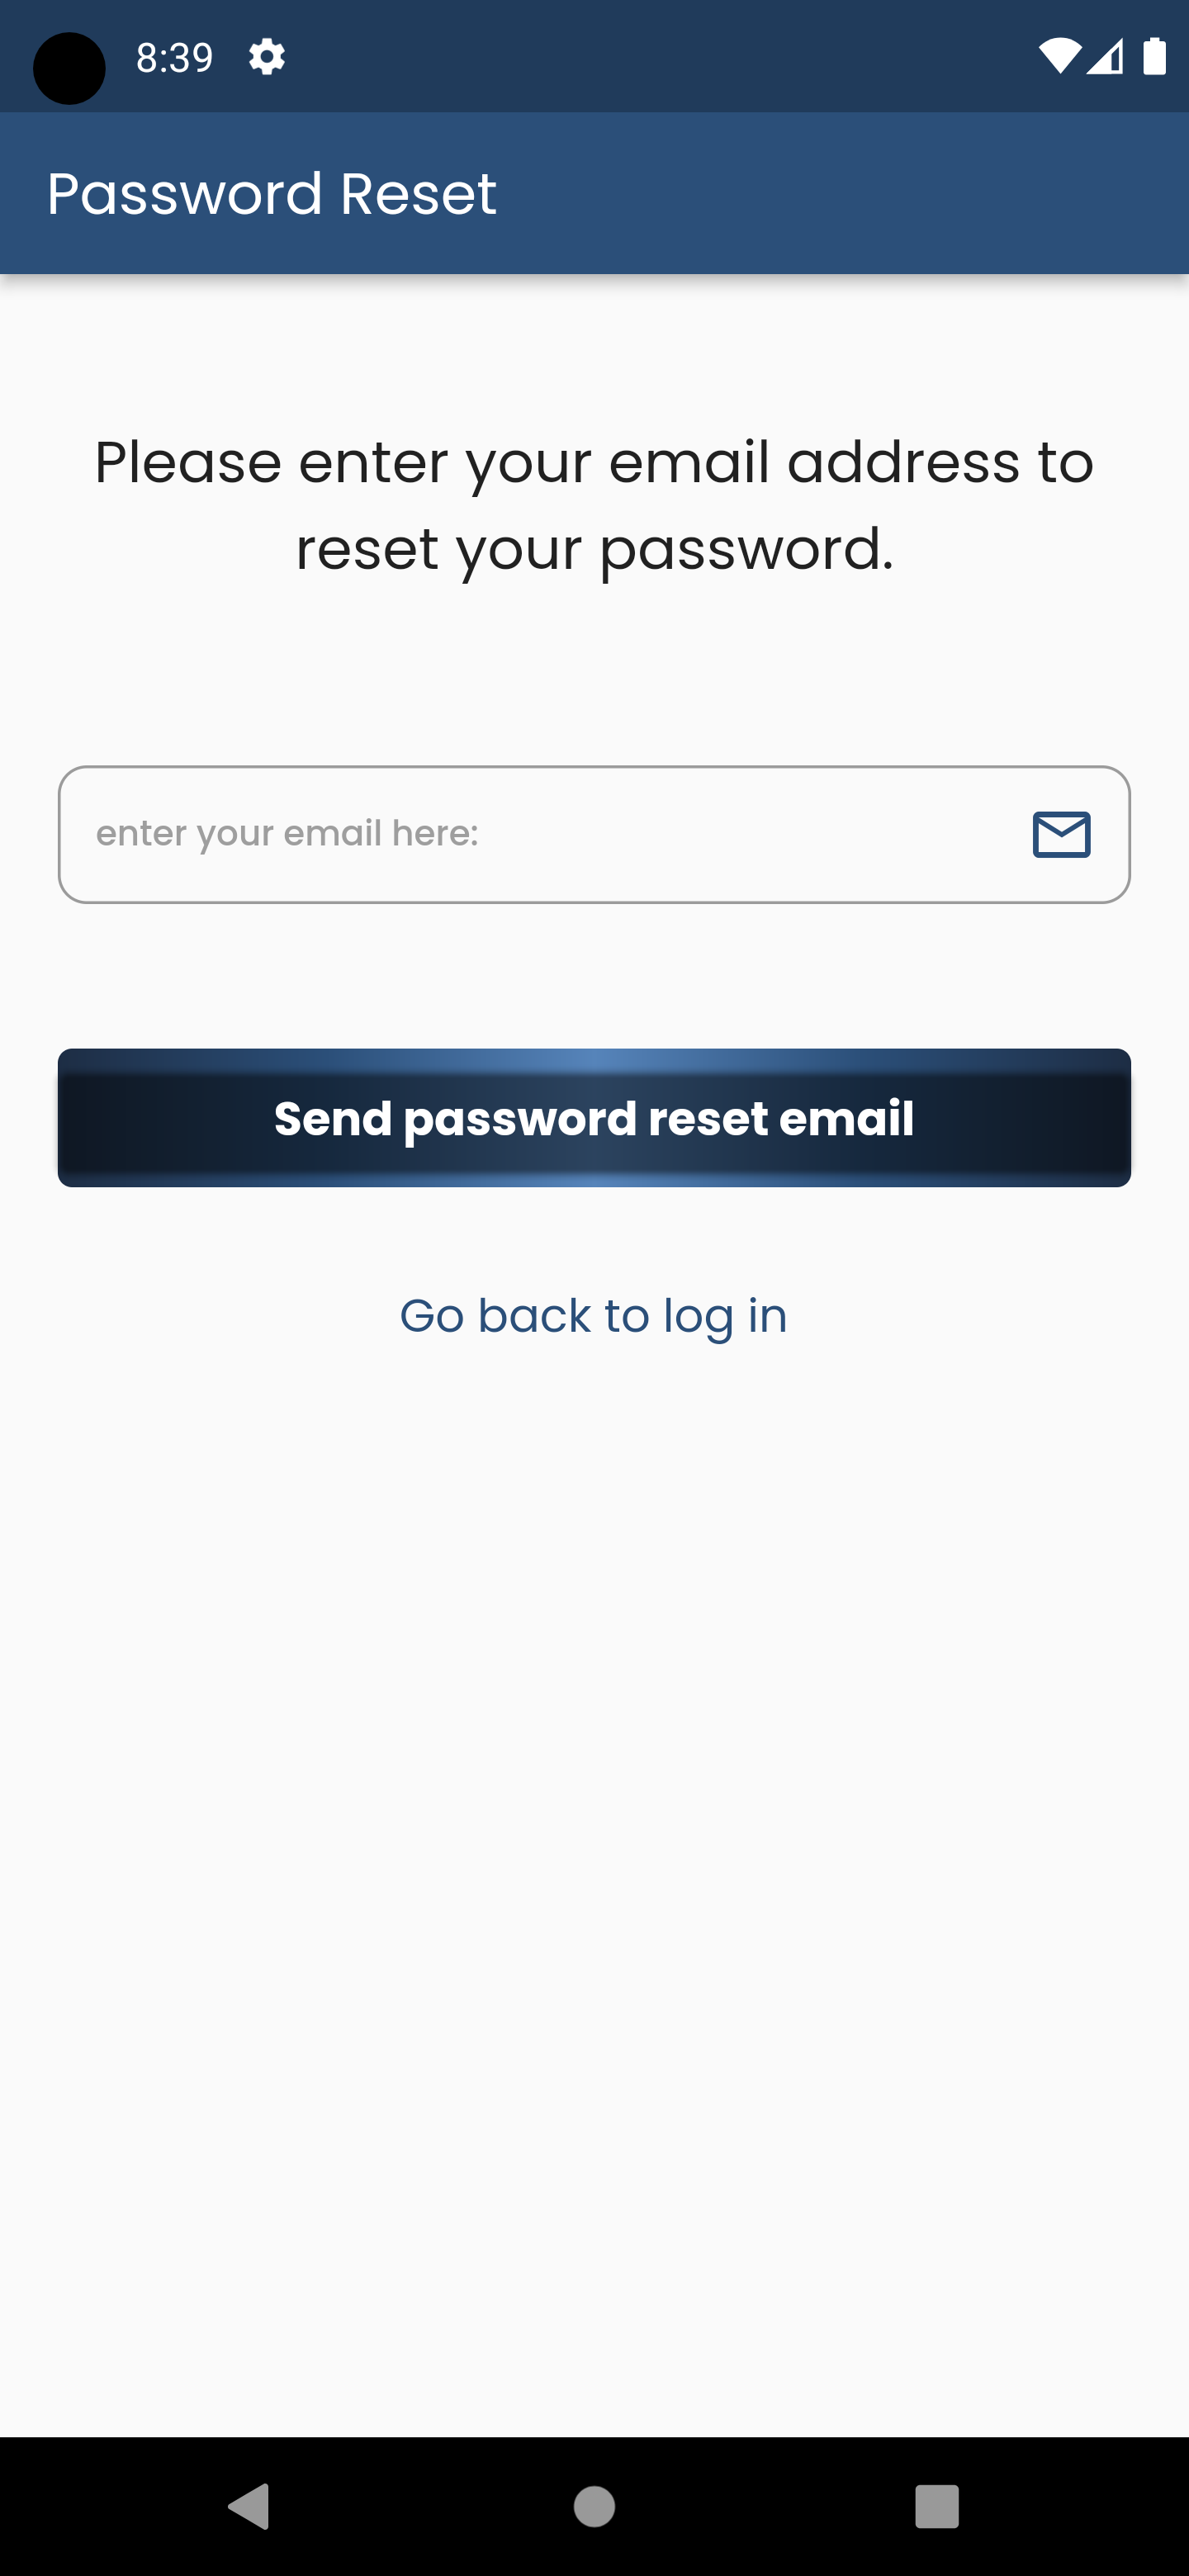 8:39
Password Reset
Please enter your email address to
reset your password.
enter your email here:
Send password reset email
Go back to log in